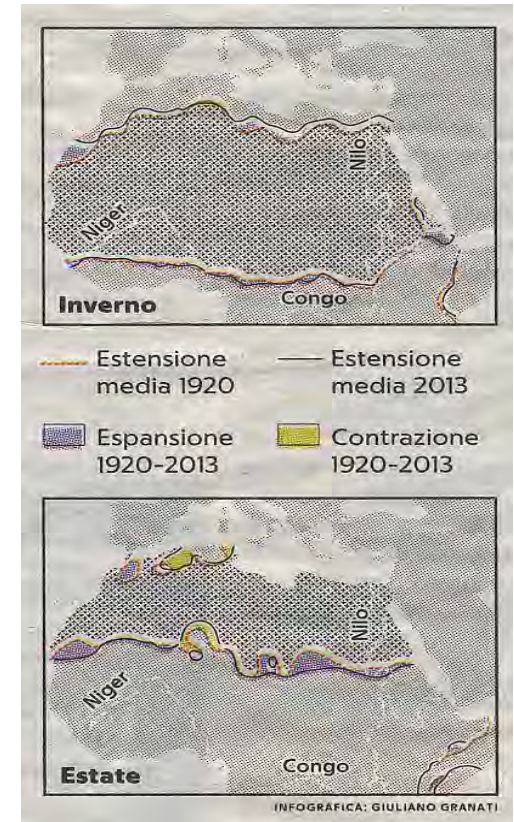 Nilo
Niger
Congo
Inverno
Estensione
media 1920
Estensione
media 2013
Espansione
1920-2013
Contrazione
1920-2013
Nilo
Niger
Congo
Estate
INFOGRAFICA: GIULIANO GRANATI